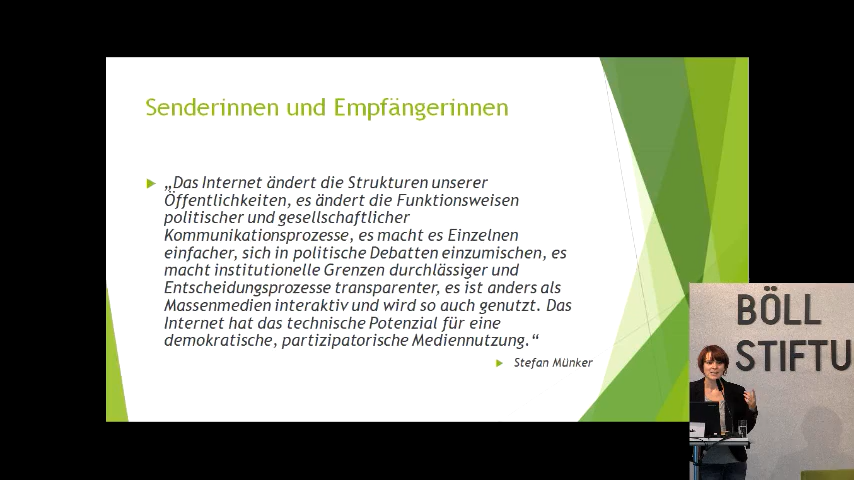 Senderinnen und Empfängerinnen
„Das Internet ändert die Strukturen unserer
Öffentlichkeiten, es ändert die Funktionsweisen
politischer und gesellschaftlicher
Kommunikationsprozesse, es macht es Einzelnen
einfacher, sich in politische Debatten einzumischen, es
macht institutionelle Grenzen durchlässiger und
Entscheidungsprozesse transparenter, es ist anders als
Massenmedien interaktiv und wird so auch genutzt. Das
Internet hat das technische Potenzial für eine
demokratische, partizipatorische Mediennutzung.“
Stefan Münker
BÖLL
STIFTU